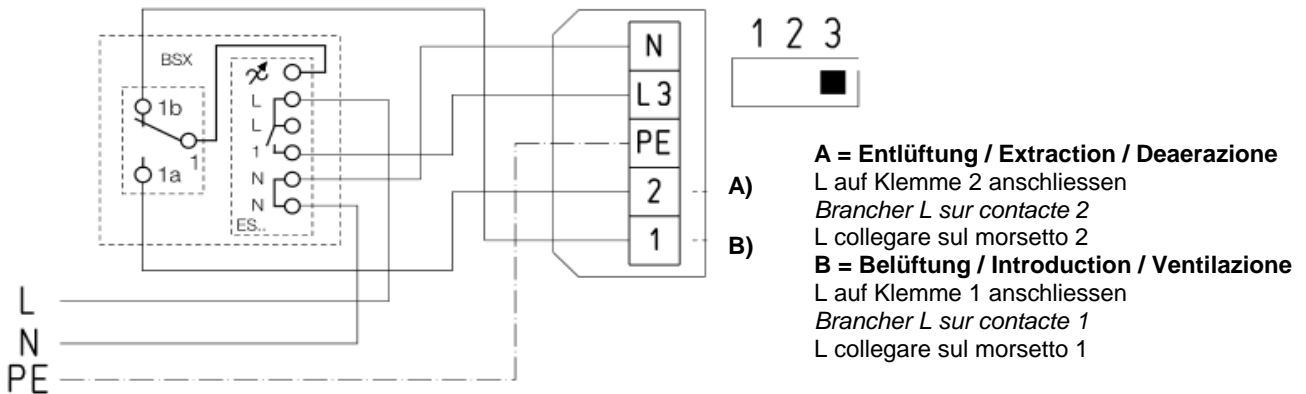 BSX
1b
1
1a
L
L
1
N
N
ES..
L
N
PE
N
L3
PE
2
1
1 2 3
A)
B)
A = Entlüftung / Extraction / Deaerazione
L auf Klemme 2 anschliessen
Brancher L sur contacte 2
L collegare sul morsetto 2
B = Belüftung / Introduction / Ventilazione
L auf Klemme 1 anschliessen
Brancher L sur contacte 1
L collegare sul morsetto 1